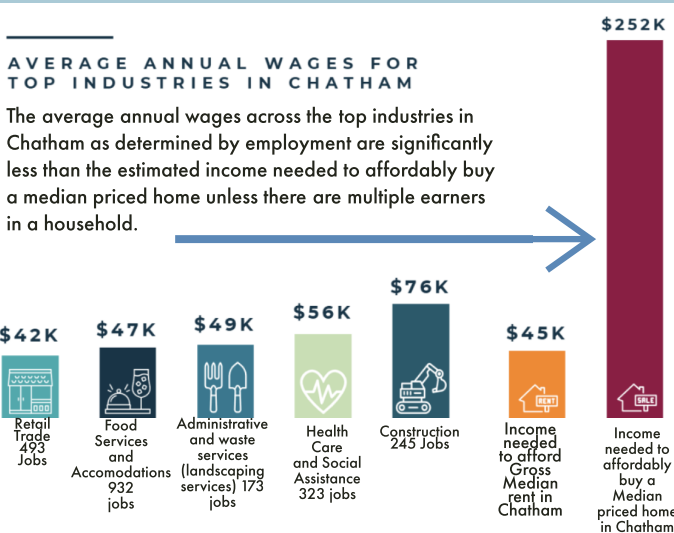 $252K
AVERAGE ANNUAL WAGES FOR
TOP INDUSTRIES IN CHATHAM
The average annual wages across the top industries in
Chatham as determined by employment are significantly
less than the estimated income needed to affordably buy
a median priced home unless there are multiple earners
in a household.
$42K
$47K
$49K
$56K
$76K
$45K
RENT
SALE
Retail
Trade
493
Jobs
Food
Services
and
Accomodations
932
jobs
Administrative
and waste
services
(landscaping
services) 173
jobs
Health
Care
and Social
Assistance
323 jobs
Construction
245 Jobs
Income
needed
to afford
Gross
Median
rent in
Chatham
Income
needed to
affordably
buy a
Median
priced home
in Chatham